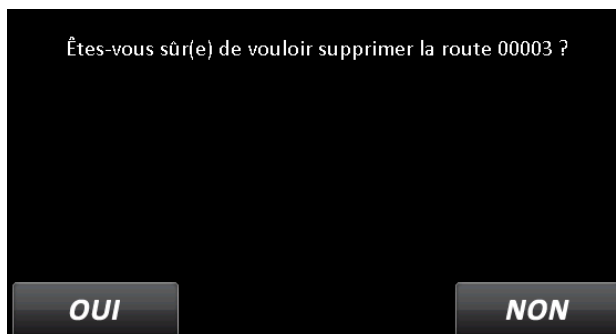 Êtes-vous sûr(e) de vouloir supprimer la route 00003 ?
OUI
NON